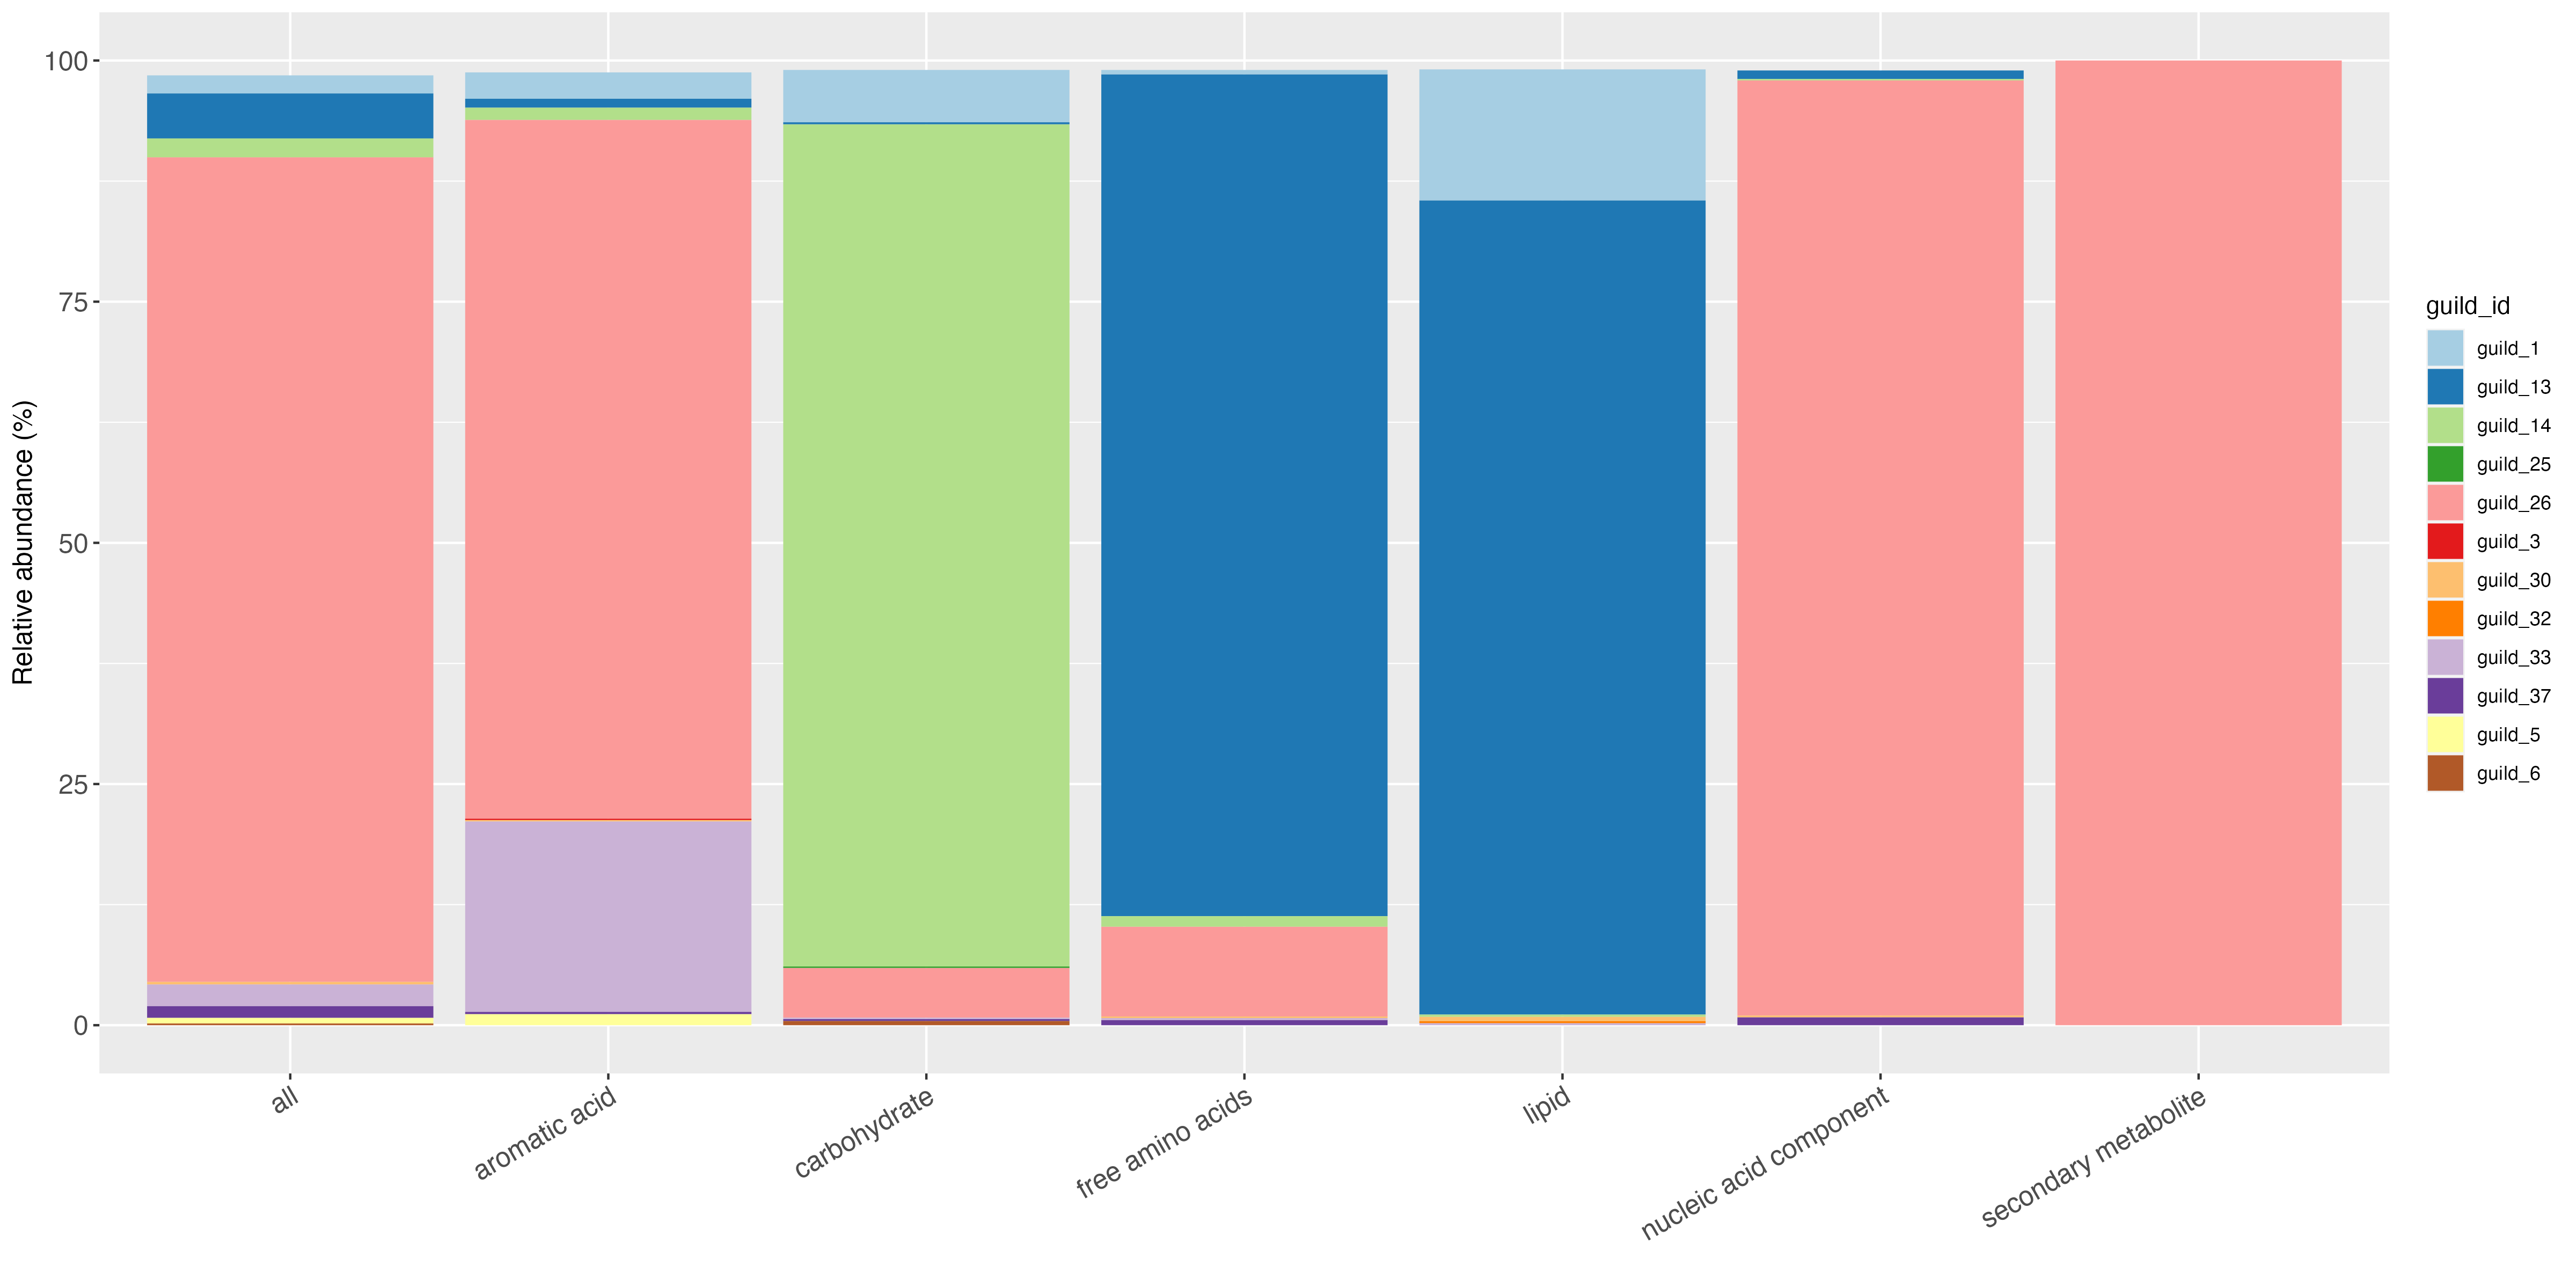 Relative abundance (%)
100
75
50
25
0
all
aromatic acid
carbohydrate
free amino acids
lipid
nucleic acid component
secondary metabolite
guild_id
guild_1
guild_13
guild_14
guild_25
guild_26
guild_3
guild_30
guild_32
guild_33
guild_37
guild_5
guild_6